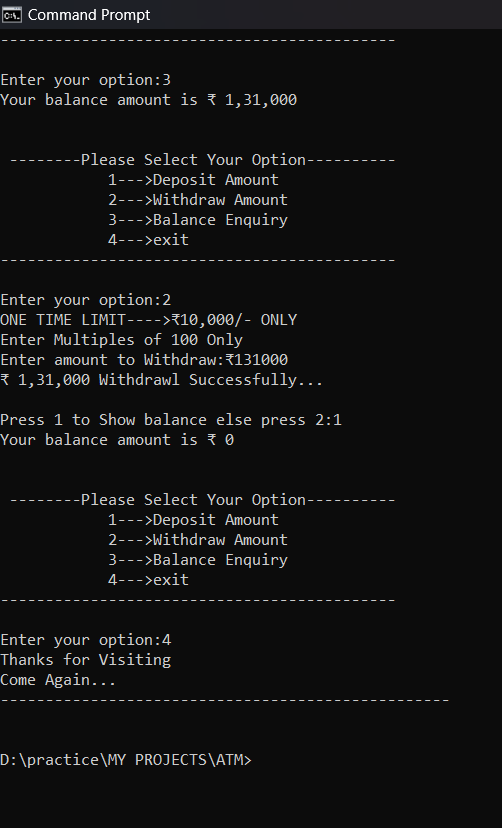 Command Prompt
--------------------------------------------
Enter your option:3
Your balance amount is ₹ 1,31,000
--------Please Select Your Option----------
1--->Deposit Amount
2--->Withdraw Amount
3--->Balance Enquiry
4--->exit
--------------------------------------------
Enter your option:2
ONE TIME LIMIT---->₹10,000/- ONLY
Enter Multiples of 100 Only
Enter amount to Withdraw:₹131000
₹ 1,31,000 Withdrawl Successfully...
Press 1 to Show balance else press 2:1
Your balance amount is ₹ 0
--------Please Select Your Option----------
1--->Deposit Amount
2--->Withdraw Amount
3--->Balance Enquiry
4--->exit
--------------------------------------------
Enter your option:4
Thanks for Visiting
Come Again...
--------------------------------------------------
D:\practice\MY PROJECTS\ATM>